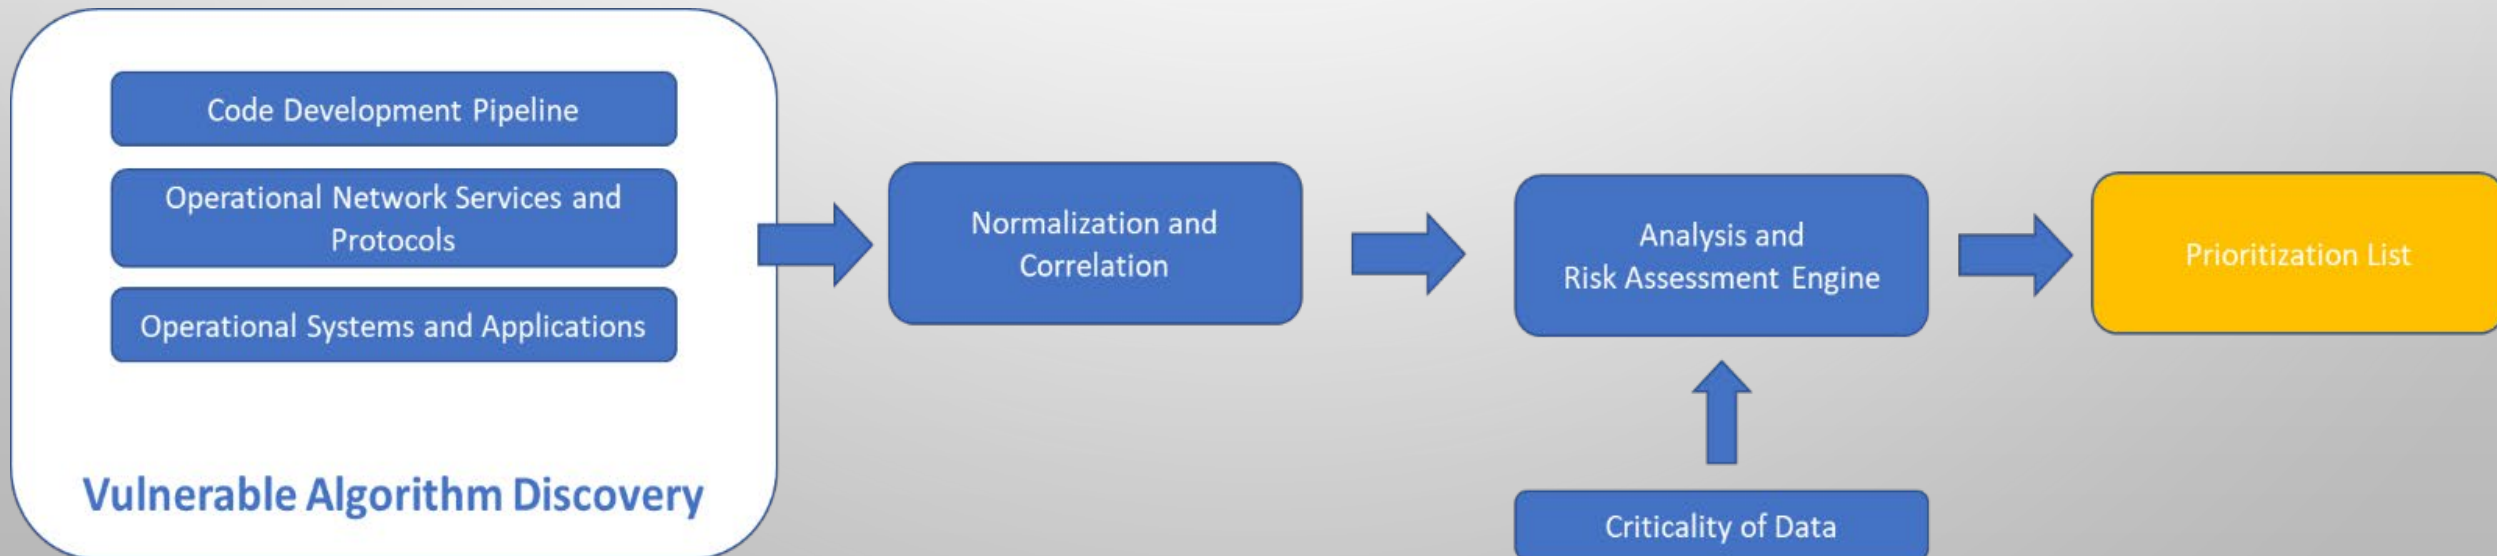 Code Development Pipeline
Operational Network Services and
Protocols
Operational Systems and Applications
Vulnerable Algorithm Discovery
Normalization and
Correlation
Analysis and
Risk Assessment Engine
Criticality of Data
Prioritization List